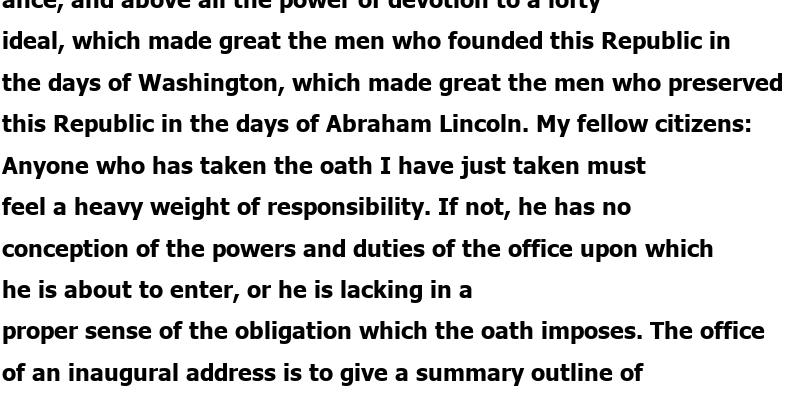 ance, and above all the power of devotion to a lofty
ideal, which made great the men who founded this Republic in
the days of Washington, which made great the men who preserved
this Republic in the days of Abraham Lincoln. My fellow citizens:
Anyone who has taken the oath I have just taken must
feel a heavy weight of responsibility. If not, he has no
conception of the powers and duties of the office upon which
he is about to enter, or he is lacking in a
proper sense of the obligation which the oath imposes. The office
of an inaugural address is to give a summary outline of